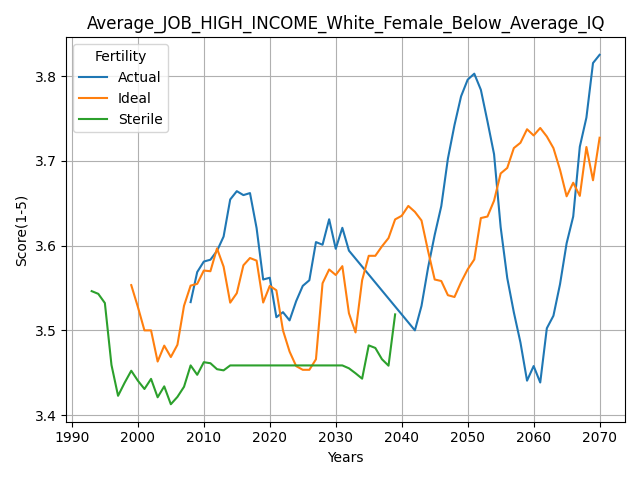 Average_JOB_HIGH_INCOME_White_Female_Below_Average_IQ
Fertility
Actual
Ideal
Sterile
Score(1-5)
3.8
3.7
3.6
3.5
3.4
1990 2000 2010 2020 2030 2040 2050 2060 2070
Years